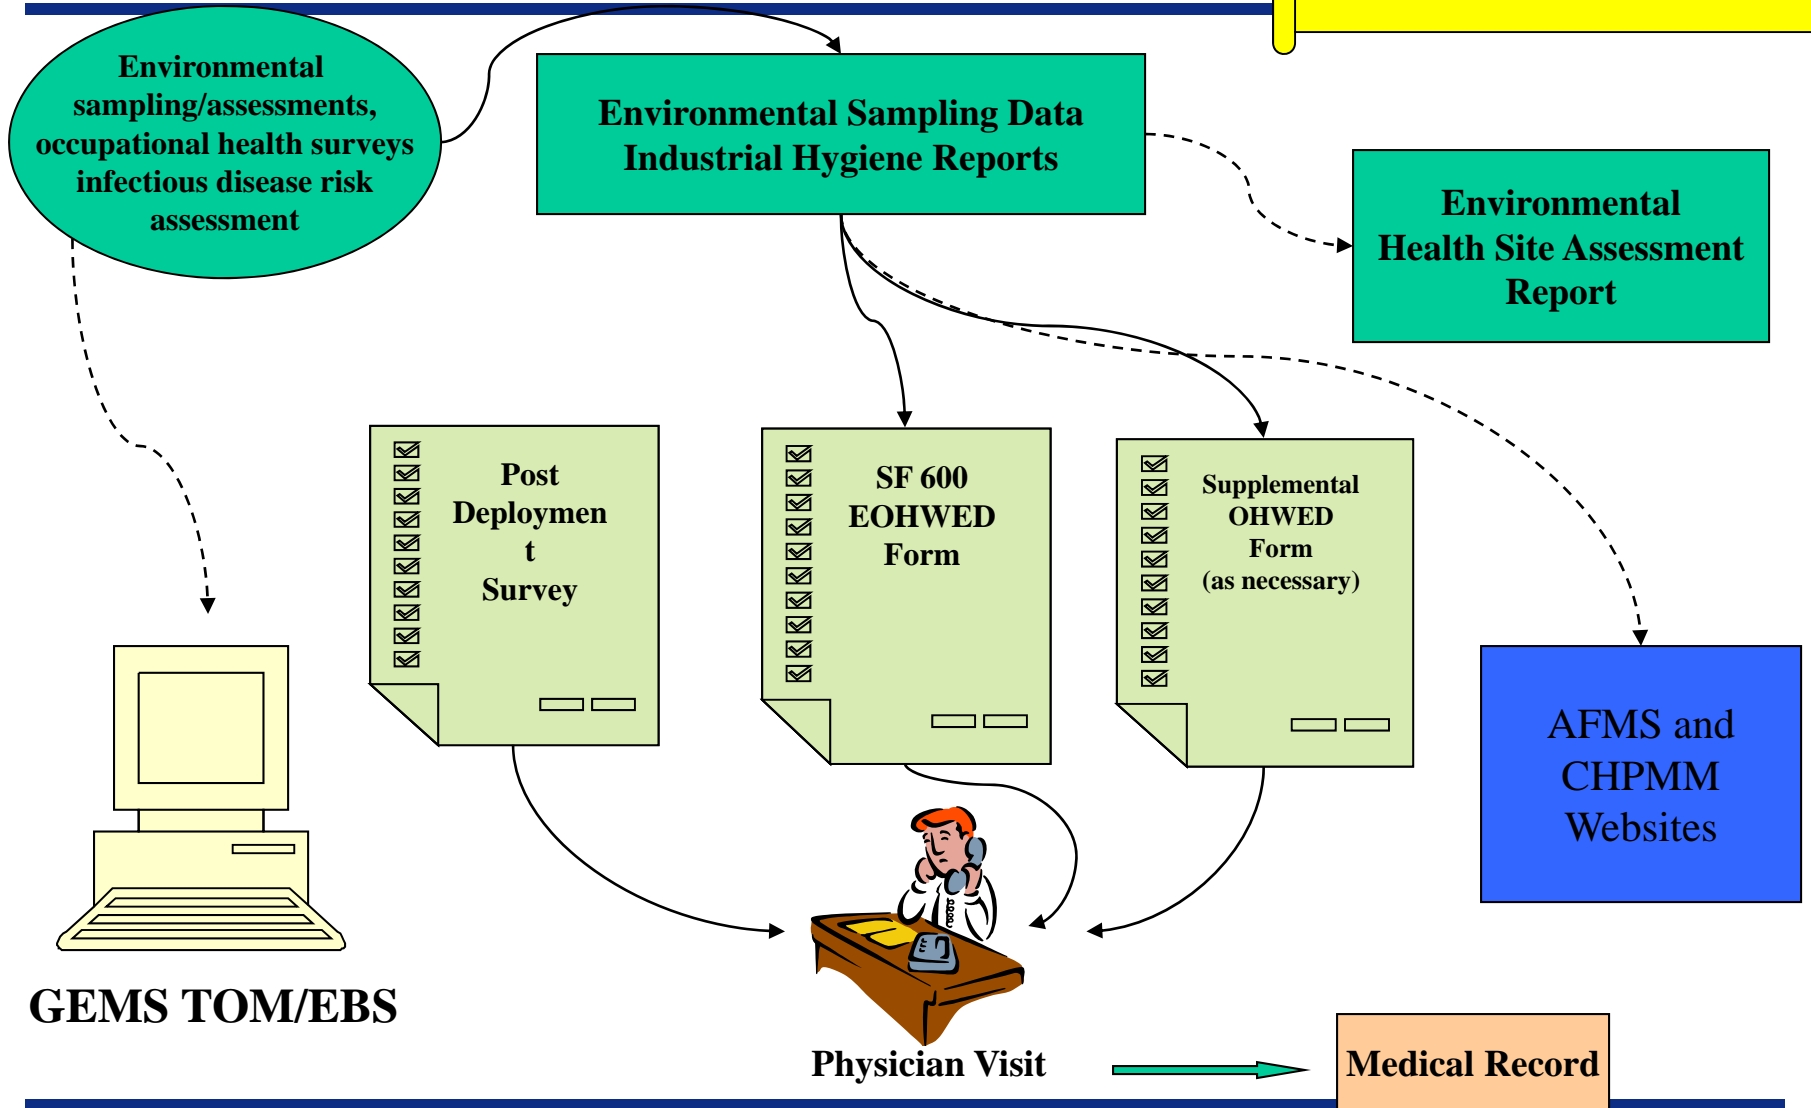 Environmental
sampling/assessments,
occupational health surveys
infectious disease risk
assessment
Environmental Sampling Data
Industrial Hygiene Reports
Environmental
Health Site Assessment
Report
Post
Deploymen
t
Survey
SF 600
EOHWED
Form
Supplemental
OHWED
Form
(as necessary)
AFMS and
CHPMM
Websites
GEMS TOM/EBS
Physician Visit
Medical Record